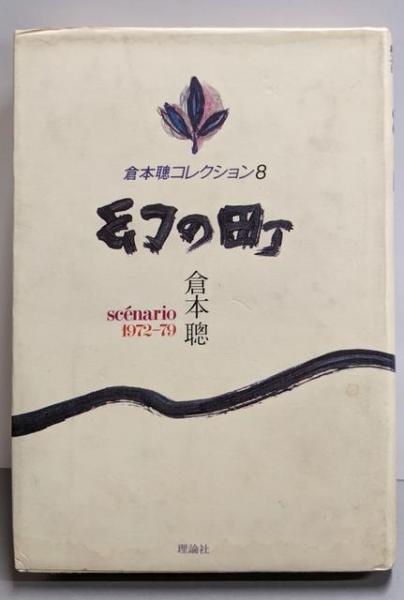 倉本聰コレクション8
幻の町
倉本聰
scénario
1972-79
理論社